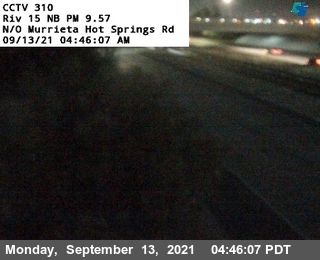 CCTV 310
Riv 15 NB PM 9.57
N/O Murrieta Hot Springs Rd
09/13/21 04:46:07 AM
Monday, September 13, 2021 04:46:07 PDT